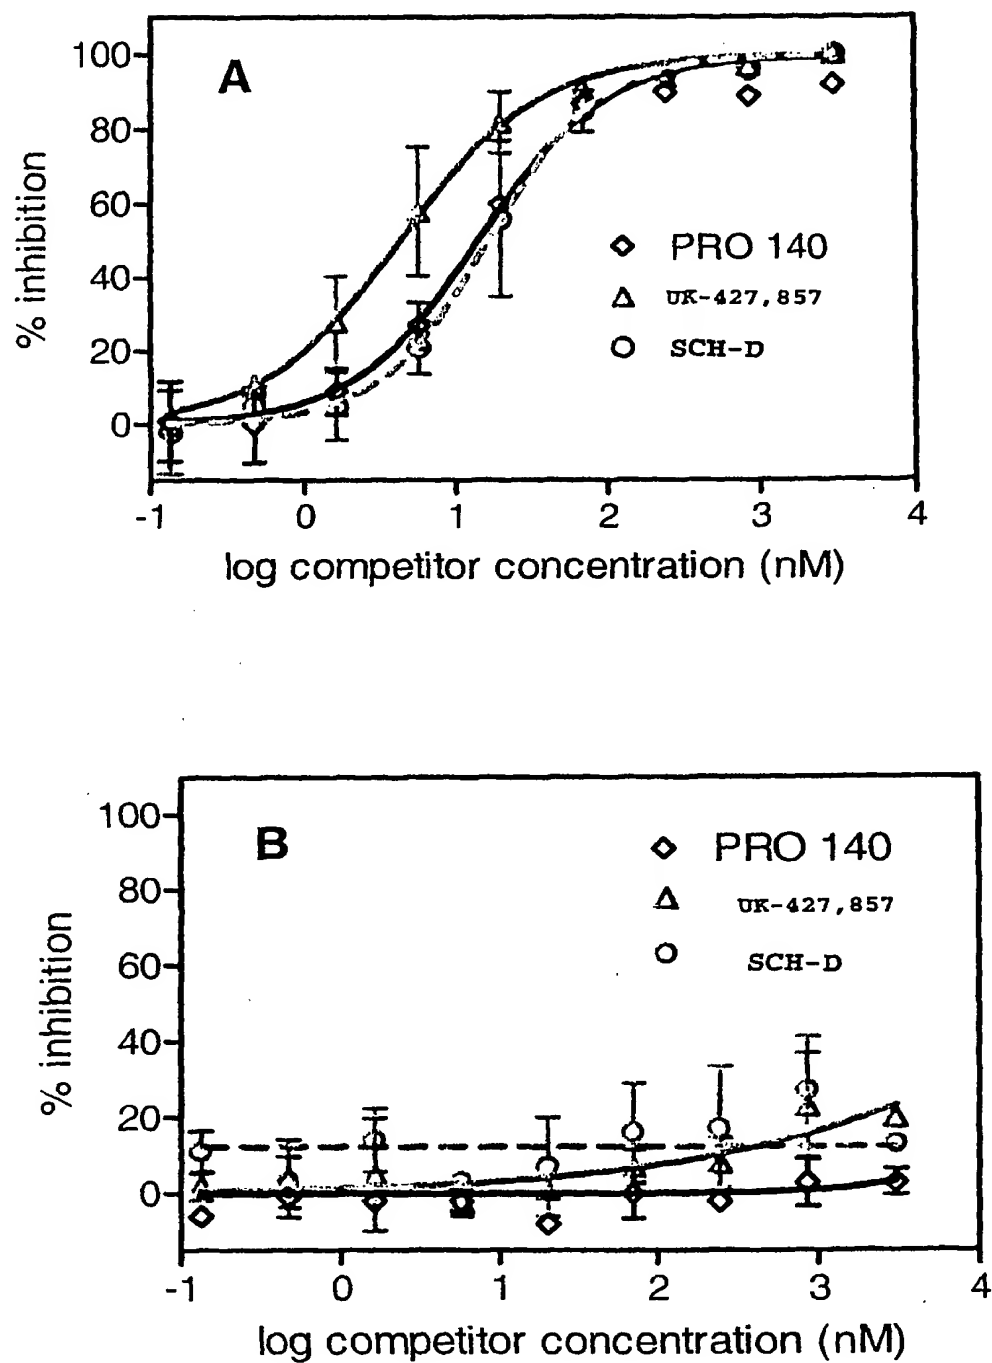 A
100
80
60
40
20
0
% inhibition
PRO 140
UK-427,857
SCH-D
-1 0 1 2 3 4
log competitor concentration (nM)
B
100
80
60
40
20
0
% inhibition
PRO 140
UK-427,857
SCH-D
-1 0 1 2 3 4
log competitor concentration (nM)